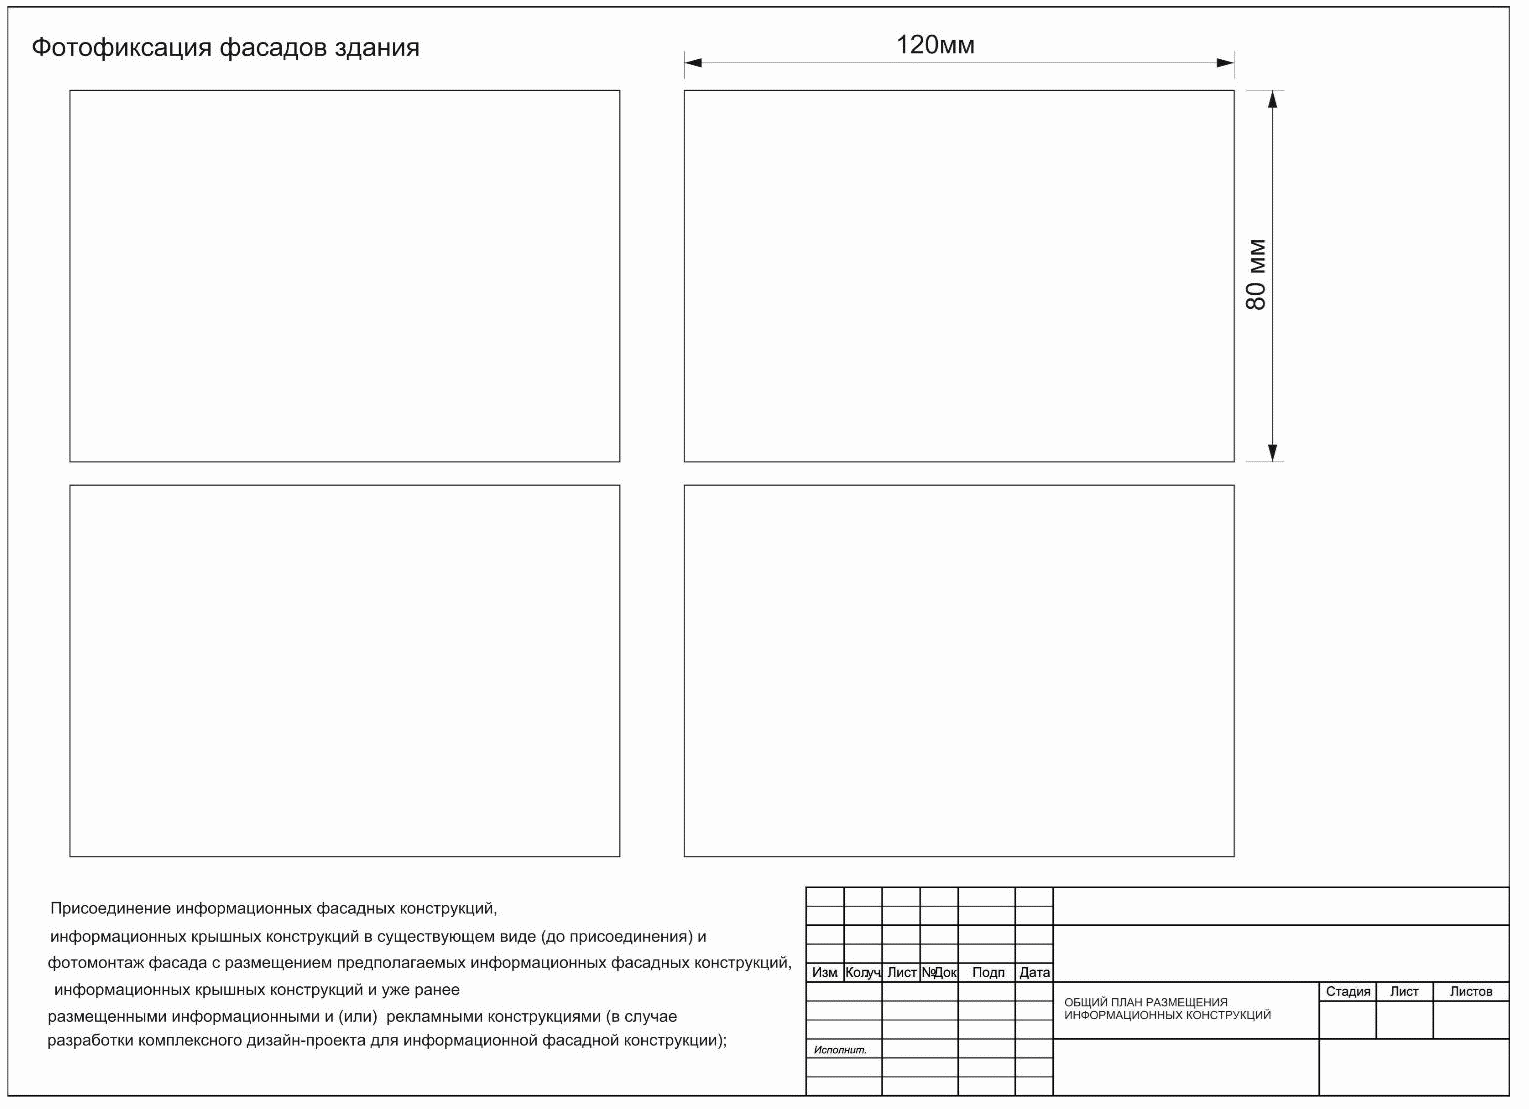 Фотофиксация фасадов здания
120мм
80 мм
Присоединение информационных фасадных конструкций,
информационных крышных конструкций в существующем виде (до присоединения) и
фотомонтаж фасада с размещением предполагаемых информационных фасадных конструкций,
информационных крышных конструкций и уже ранее
размещенными информационными и (или) рекламными конструкциями (в случае
разработки комплексного дизайн-проекта для информационной фасадной конструкции);
Изм Колуч Лист №Док Подп Дата
Стадия Лист Листов
ОБЩИЙ ПЛАН РАЗМЕЩЕНИЯ
ИНФОРМАЦИОННЫХ КОНСТРУКЦИЙ
Исполнит.